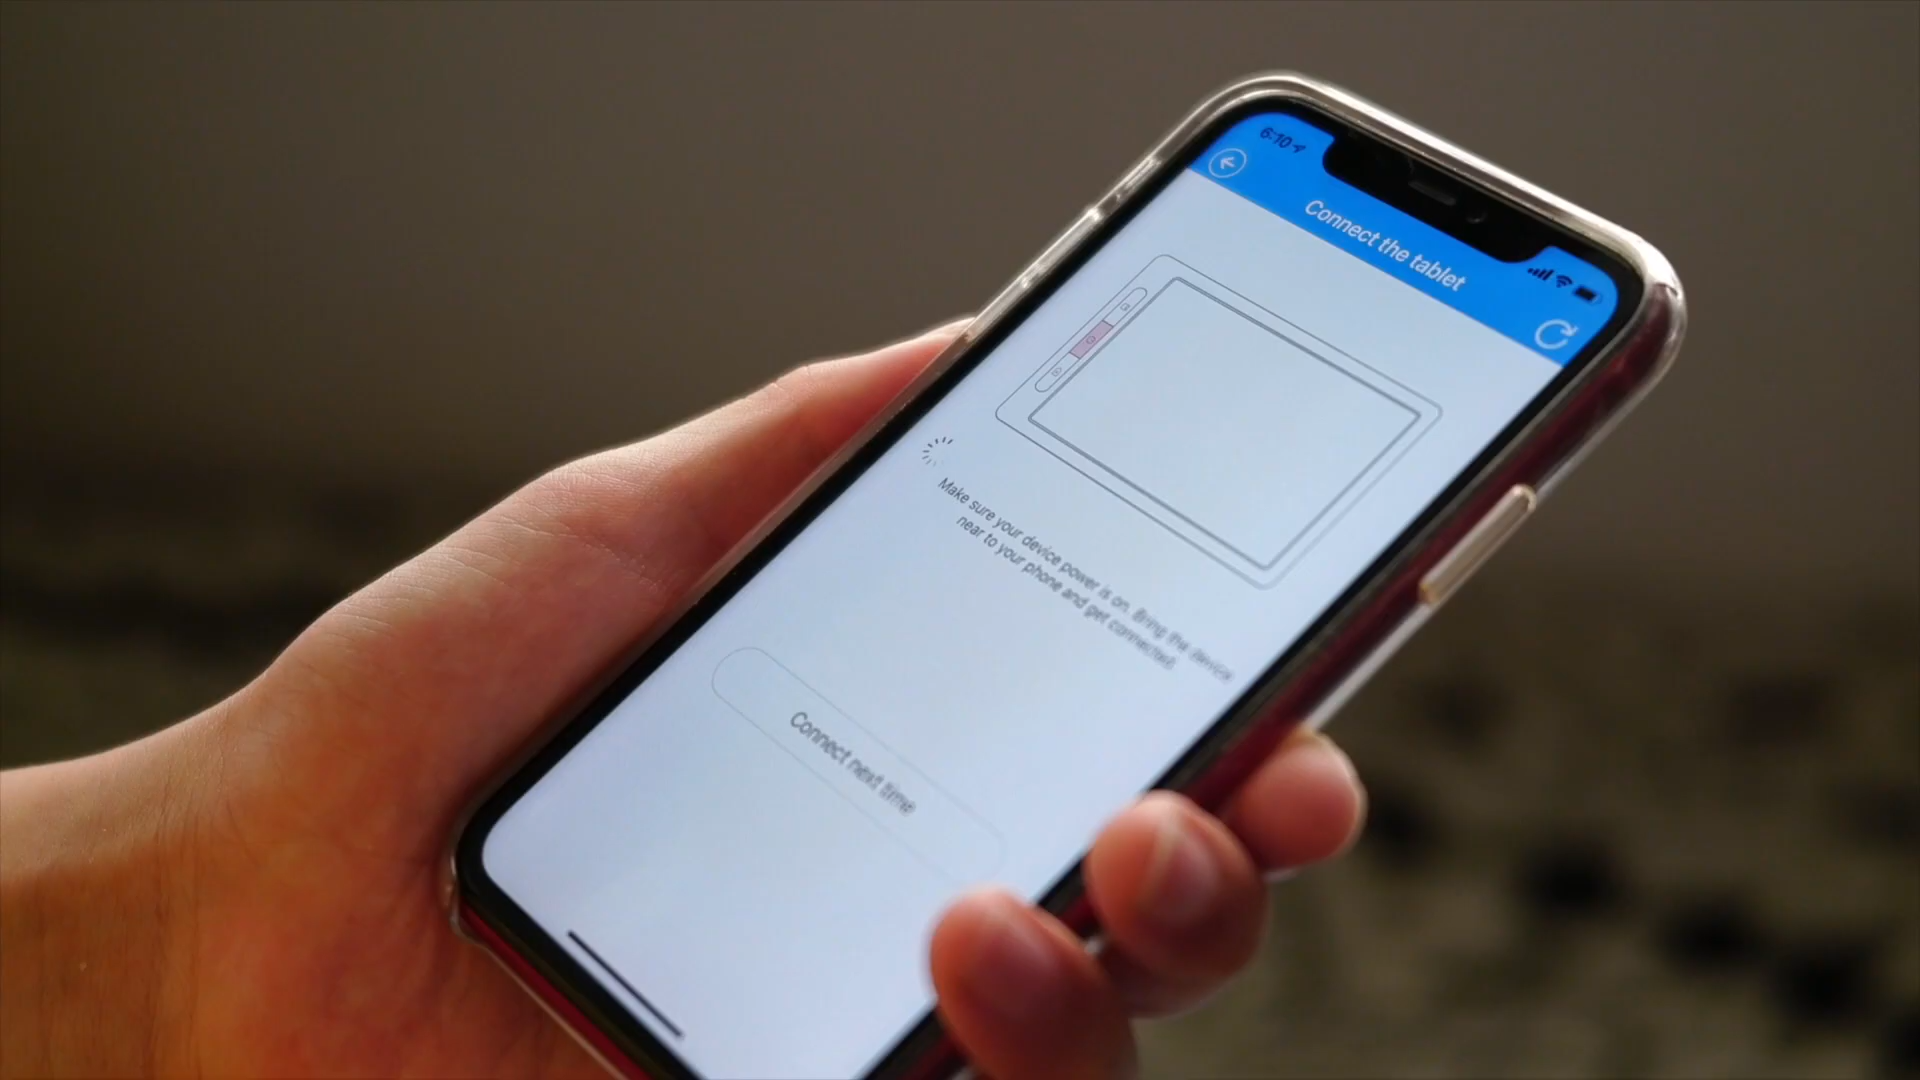 6:10
Connect the tablet
Make sure your device power is on. Bring the device
near to your phone and get connected.
Connect next time